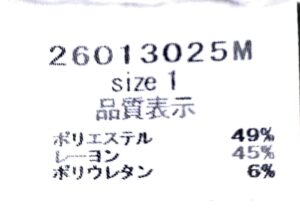 26013025M
size 1
品質表示
ポリエステル 49%
レーヨン 45%
ポリウレタン 6%